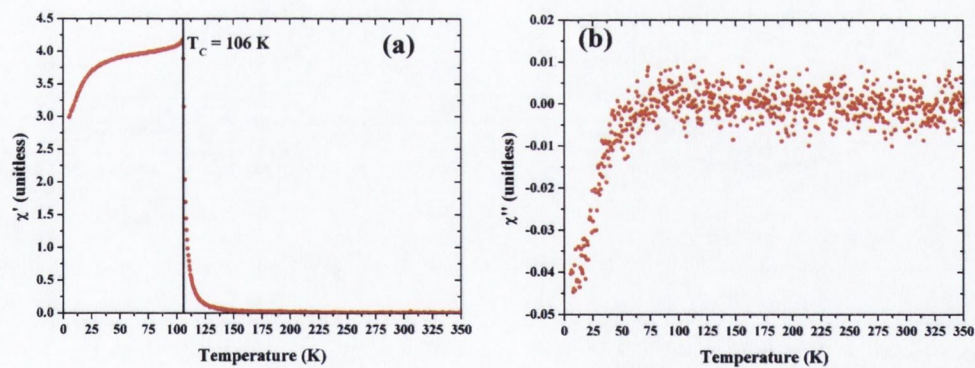 4.5
4.0
3.5
3.0
2.5
2.0
1.5
1.0
0.5
0.0
χ' (unitless)
T_C = 106 K
(a)
0 25 50 75 100 125 150 175 200 225 250 275 300 325 350
Temperature (K)
0.02
0.01
0.00
-0.01
-0.02
-0.03
-0.04
-0.05
χ'' (unitless)
(b)
0 25 50 75 100 125 150 175 200 225 250 275 300 325 350
Temperature (K)